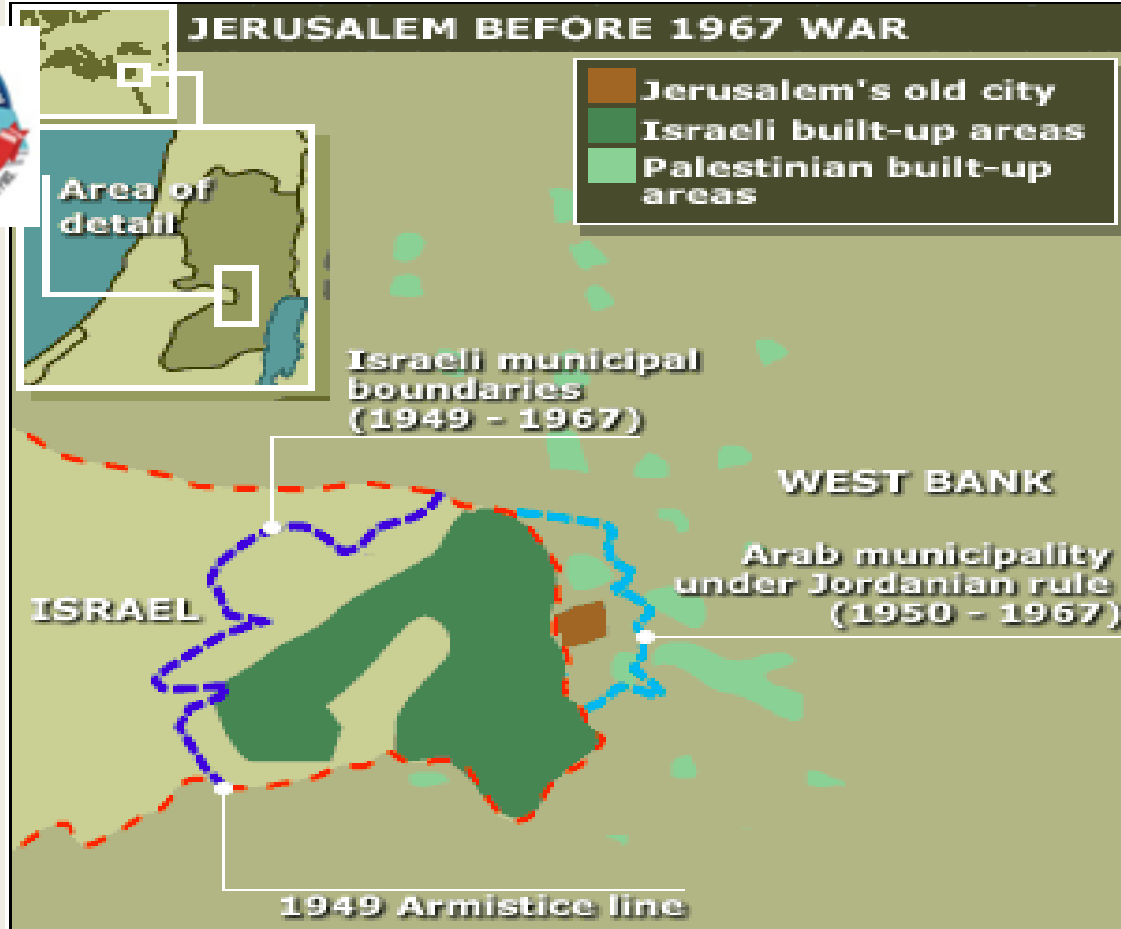 JERUSALEM BEFORE 1967 WAR
Jerusalem's old city
Israeli built-up areas
Palestinian built-up
areas
Area of
detail
Israeli municipal
boundaries
(1949 - 1967)
WEST BANK
Arab municipality
under Jordanian rule
(1950 - 1967)
ISRAEL
1949 Armistice line